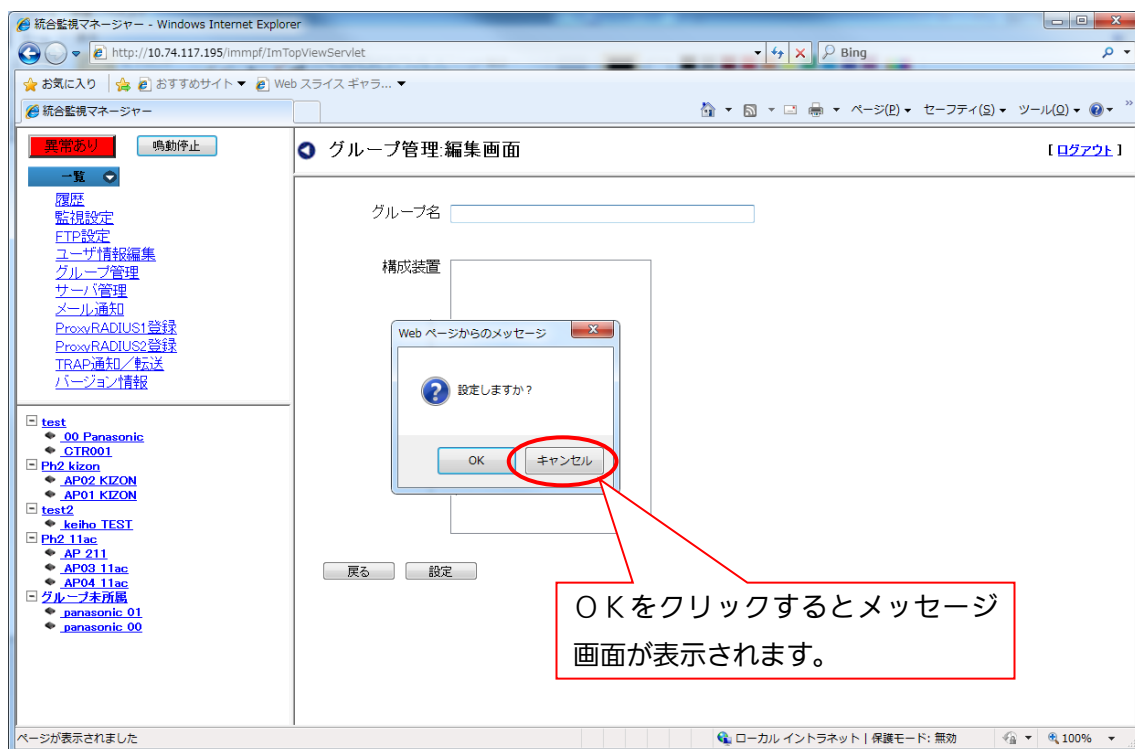 統合監視マネージャー - Windows Internet Explorer
http://10.74.117.195/immpf/ImTopViewServlet
Bing
お気に入り
おすすめサイト
Web スライス ギャラ...
統合監視マネージャー
ページ(P)
セーフティ(S)
ツール(O)
»
異常あり
鳴動停止
一覧
履歴
監視設定
FTP設定
ユーザ情報編集
グループ管理
サーバ管理
メール通知
ProxyRADIUS1登録
ProxyRADIUS2登録
TRAP通知／転送
バージョン情報
test
00 Panasonic
CTR001
Ph2 kizon
AP02 KIZON
AP01 KIZON
test2
keiho TEST
Ph2 11ac
AP 211
AP03 11ac
AP04 11ac
グループ未所属
panasonic 01
panasonic 00
グループ管理:編集画面
[ ログアウト ]
グループ名
構成装置
Web ページからのメッセージ
設定しますか？
OK
キャンセル
戻る
設定
ＯＫをクリックするとメッセージ
画面が表示されます。
ページが表示されました
ローカル イントラネット | 保護モード: 無効
100%